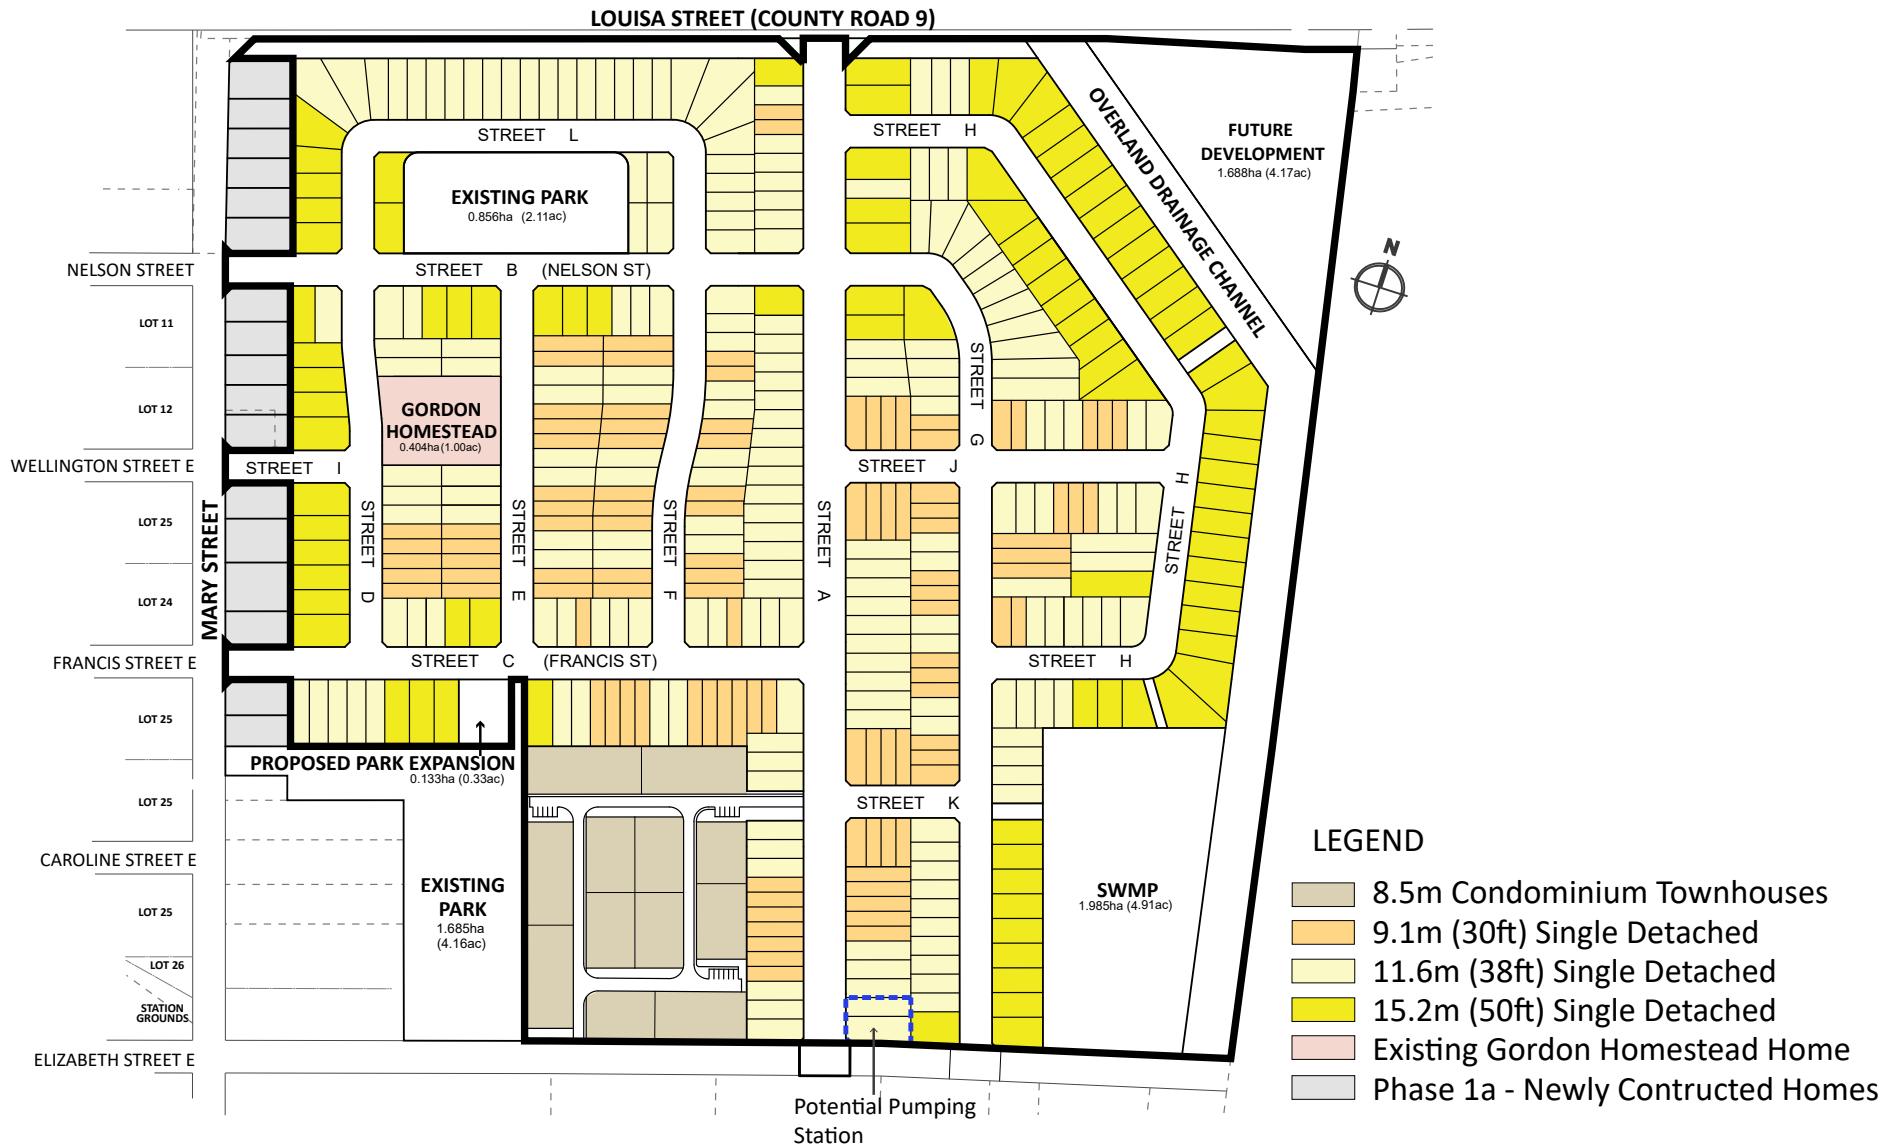 LOUISA STREET (COUNTY ROAD 9)
STREET L
STREET H
OVERLAND DRAINAGE CHANNEL
FUTURE
DEVELOPMENT
1.688ha (4.17ac)
EXISTING PARK
0.856ha (2.11ac)
N
NELSON STREET
STREET B (NELSON ST)
LOT 11
LOT 12
GORDON
HOMESTEAD
0.404ha(1.00ac)
STREET G
WELLINGTON STREET E
STREET I
STREET J
STREET H
MARY STREET
STREET D
STREET E
STREET F
STREET A
STREET H
LOT 25
LOT 24
FRANCIS STREET E
STREET C (FRANCIS ST)
STREET H
LOT 25
PROPOSED PARK EXPANSION
0.133ha (0.33ac)
LOT 25
STREET K
CAROLINE STREET E
EXISTING
PARK
1.685ha
(4.16ac)
SWMP
1.985ha (4.91ac)
LOT 25
LOT 26
STATION
GROUNDS
ELIZABETH STREET E
Potential Pumping
Station
LEGEND
8.5m Condominium Townhouses
9.1m (30ft) Single Detached
11.6m (38ft) Single Detached
15.2m (50ft) Single Detached
Existing Gordon Homestead Home
Phase 1a - Newly Contructed Homes